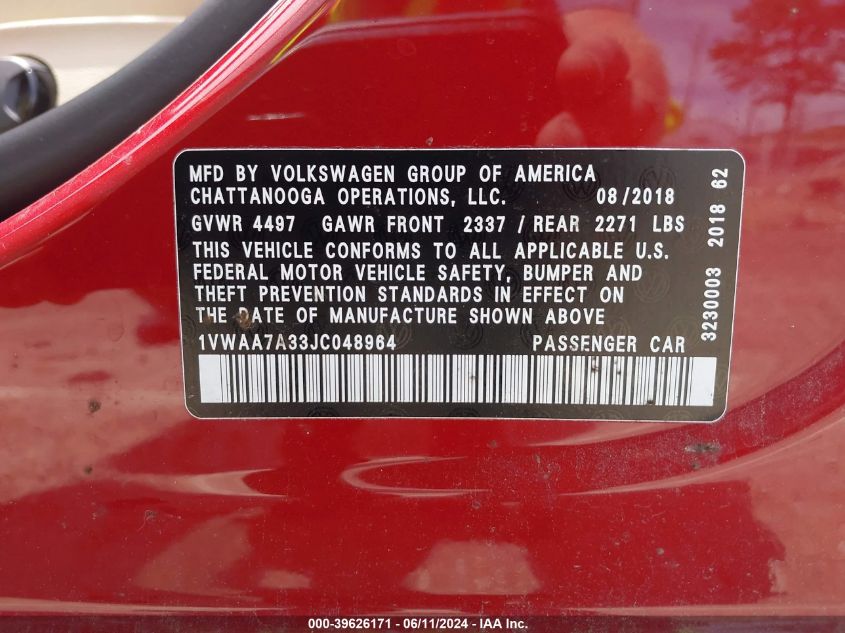 MFD BY VOLKSWAGEN GROUP OF AMERICA
CHATTANOOGA OPERATIONS, LLC. 08/2018
GVWR 4497 GAWR FRONT 2337 / REAR 2271 LBS
THIS VEHICLE CONFORMS TO ALL APPLICABLE U.S.
FEDERAL MOTOR VEHICLE SAFETY, BUMPER AND
THEFT PREVENTION STANDARDS IN EFFECT ON
THE DATE OF MANUFACTURE SHOWN ABOVE
1VWAA7A33JC048964 PASSENGER CAR
3230003 2018 62
000-39626171 - 06/11/2024 - IAA, Inc.